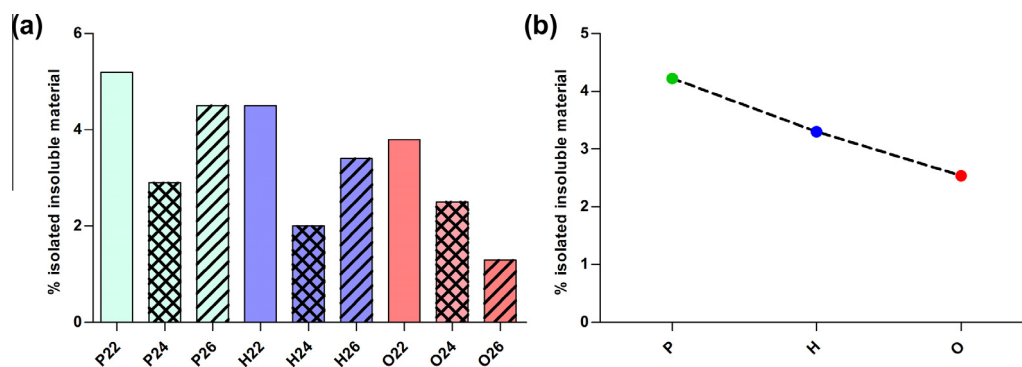 (a)
% isolated insoluble material
6
4
2
0
P22 P24 P26 H22 H24 H26 O22 O24 O26
(b)
% isolated insoluble material
5
4
3
2
1
0
P H O